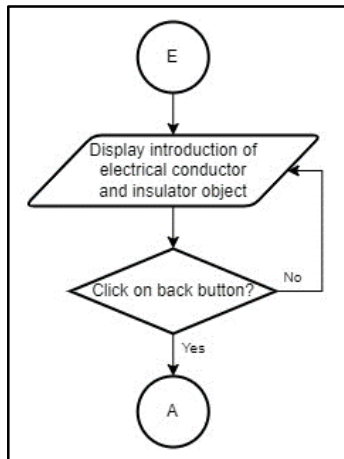 E
Display introduction of
electrical conductor
and insulator object
Click on back button?
No
Yes
A